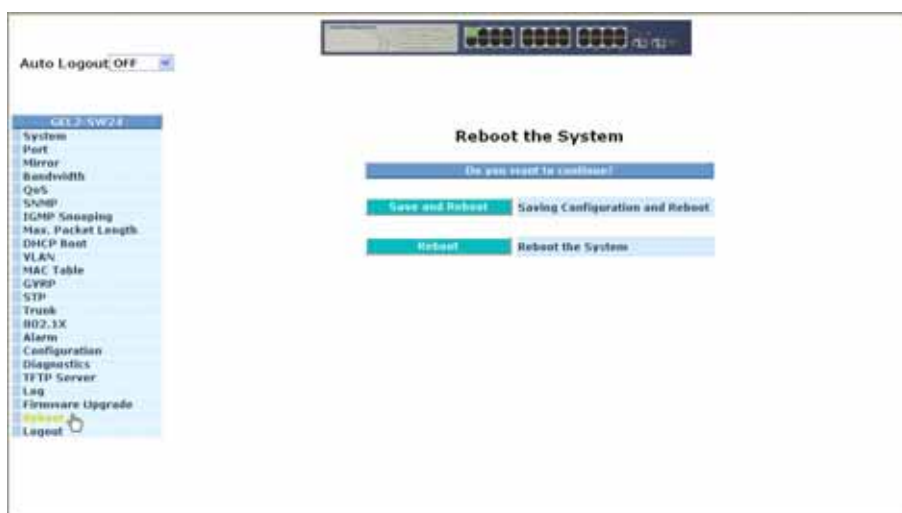 Auto Logout OFF
GEL2-SW24
System
Port
Mirror
Bandwidth
QoS
SNMP
IGMP Snooping
Max. Packet Length
DHCP Boot
VLAN
MAC Table
GVRP
STP
Trunk
802.1X
Alarm
Configuration
Diagnostics
TFTP Server
Log
Firmware Upgrade
Reboot
Logout
Reboot the System
Do you want to continue?
Save and Reboot Saving Configuration and Reboot
Reboot Reboot the System